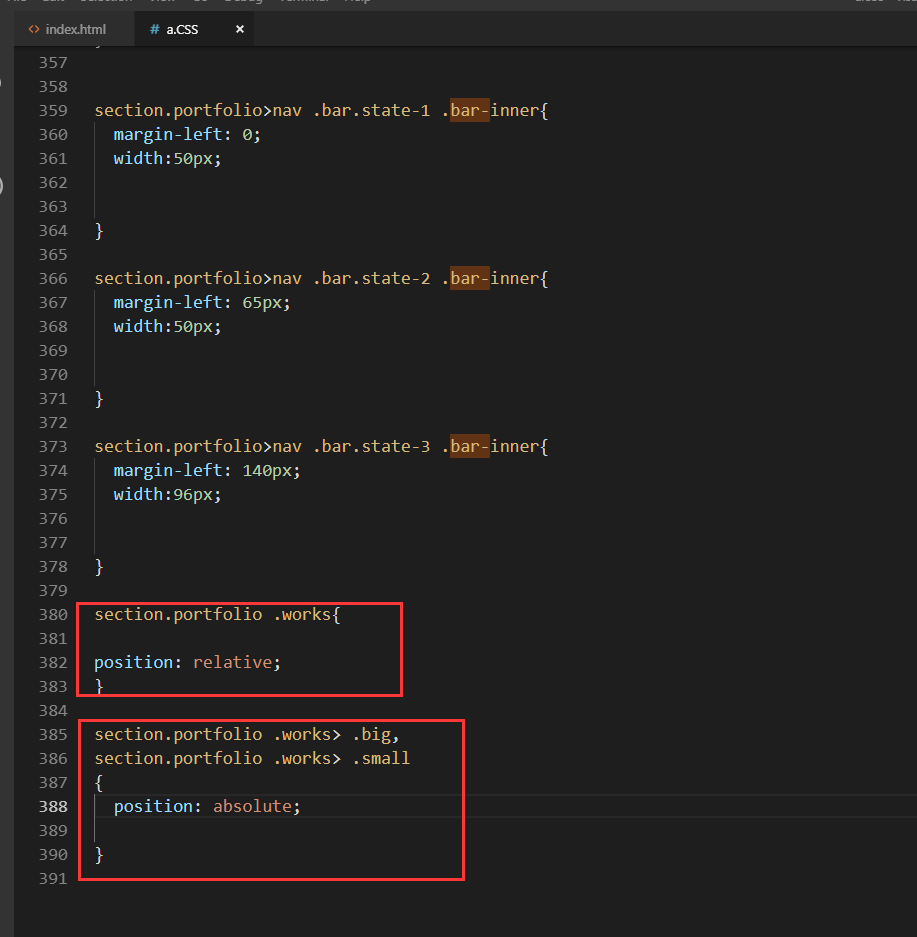 index.html
# a.CSS ×
357
358
359 section.portfolio>nav .bar.state-1 .bar-inner{
360 margin-left: 0;
361 width:50px;
362
363
364 }
365
366 section.portfolio>nav .bar.state-2 .bar-inner{
367 margin-left: 65px;
368 width:50px;
369
370
371 }
372
373 section.portfolio>nav .bar.state-3 .bar-inner{
374 margin-left: 140px;
375 width:96px;
376
377
378 }
379
380 section.portfolio .works{
381
382 position: relative;
383 }
384
385 section.portfolio .works> .big,
386 section.portfolio .works> .small
387 {
388 position: absolute;
389
390 }
391